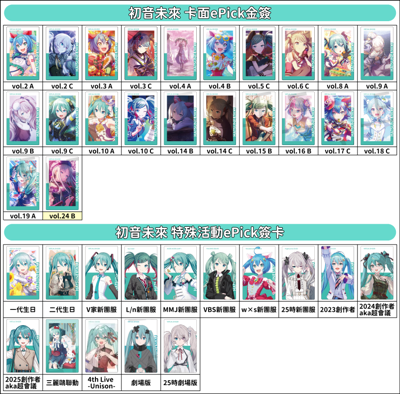 初音未來 卡面ePick金簽
vol.2 A vol.2 C vol.3 A vol.3 C vol.4 A vol.4 B vol.5 C vol.6 C vol.8 A vol.9 A
vol.9 B vol.9 C vol.10 A vol.10 C vol.14 B vol.14 C vol.15 B vol.16 B vol.17 C vol.18 C
vol.19 A vol.24 B
初音未來 特殊活動ePick簽卡
一代生日 二代生日 V家新團服 L/n新團服 MMJ新團服 VBS新團服 w×s新團服 25時新團服 2023創作者 2024創作者
aka超會議
2025創作者 三麗鷗聯動 4th Live 劇場版 25時劇場版
aka超會議 -Unison-